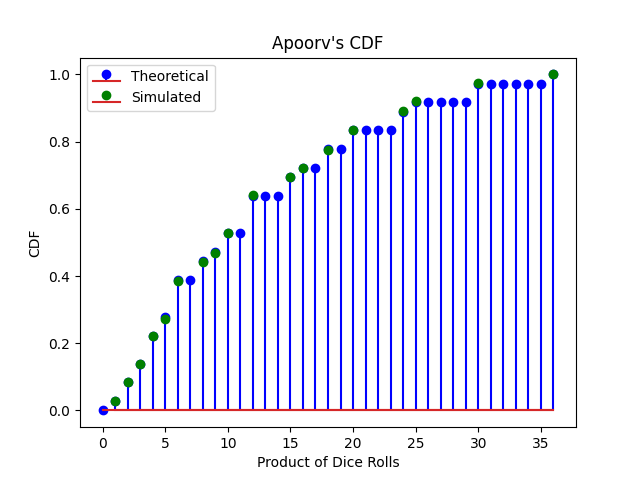 Apoorv's CDF
Theoretical
Simulated
1.0
0.8
0.6
0.4
0.2
0.0
CDF
0 5 10 15 20 25 30 35
Product of Dice Rolls